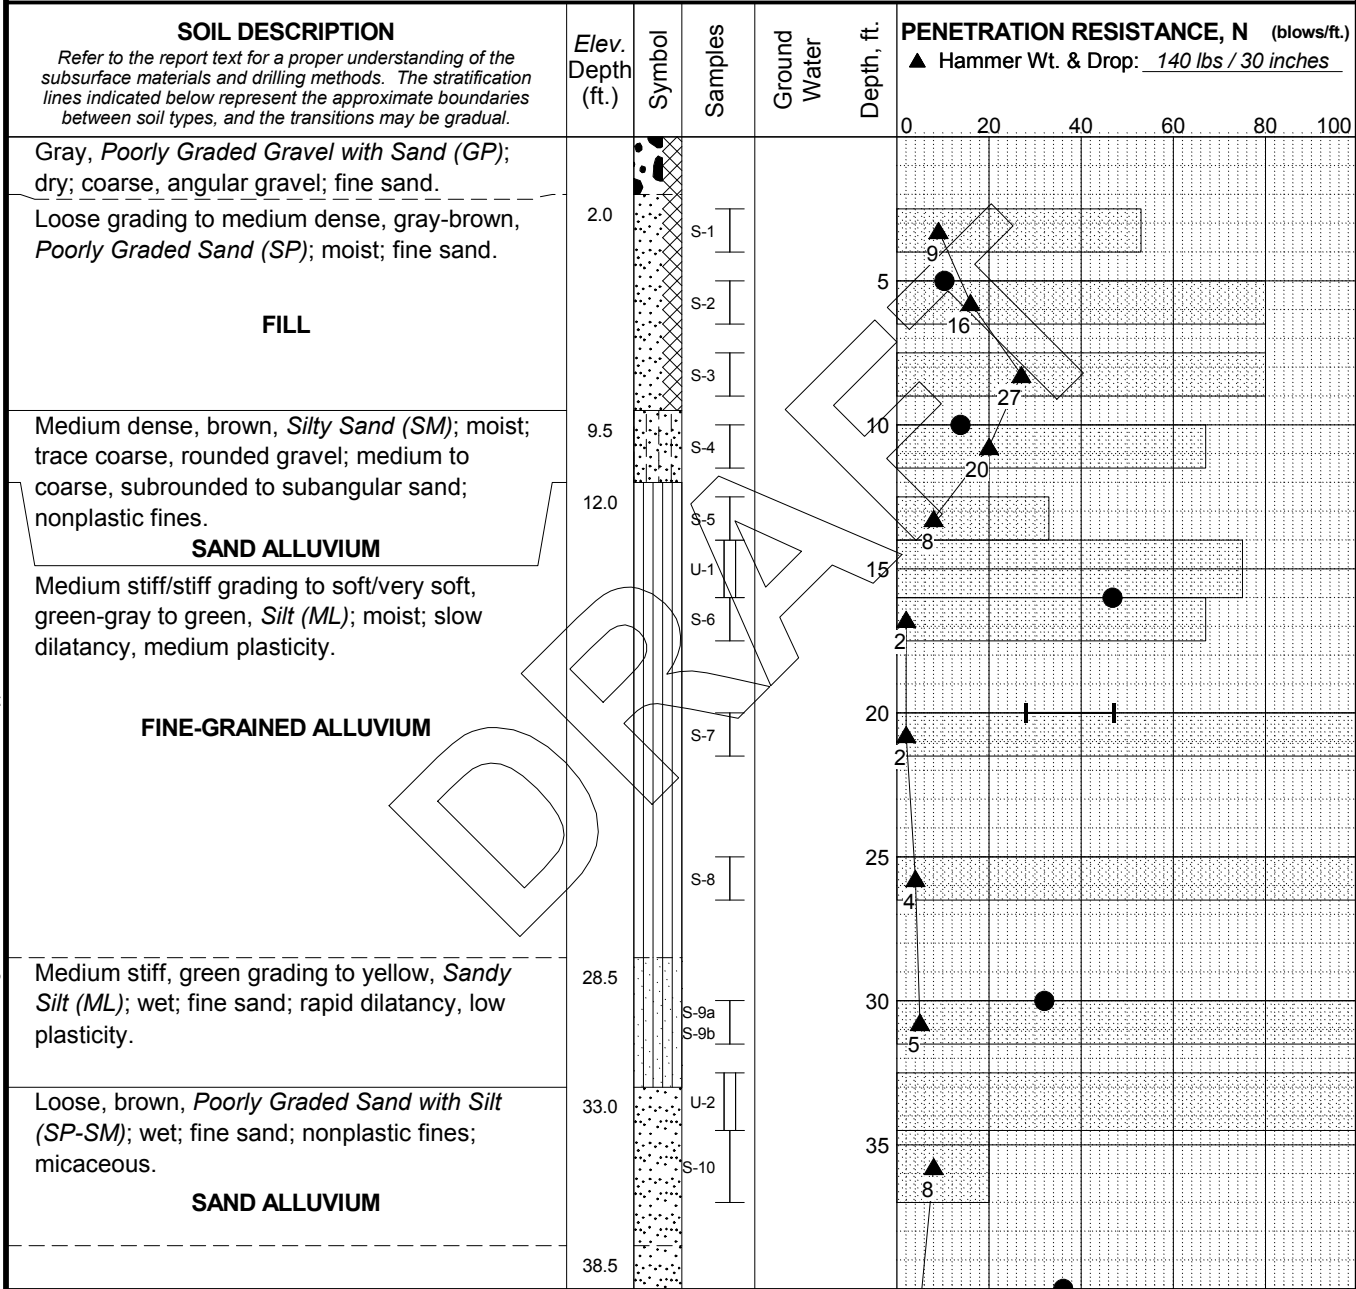 SOIL DESCRIPTION
Refer to the report text for a proper understanding of the
subsurface materials and drilling methods. The stratification
lines indicated below represent the approximate boundaries
between soil types, and the transitions may be gradual.
Elev.
Depth
(ft.)
Symbol
Samples
Ground
Water
Depth, ft.
PENETRATION RESISTANCE, N (blows/ft.)
▲ Hammer Wt. & Drop: 140 lbs / 30 inches
0 20 40 60 80 100
Gray, Poorly Graded Gravel with Sand (GP);
dry; coarse, angular gravel; fine sand.
2.0
Loose grading to medium dense, gray-brown,
Poorly Graded Sand (SP); moist; fine sand.
S-1
9
5
S-2
16
FILL
S-3
27
Medium dense, brown, Silty Sand (SM); moist;
trace coarse, rounded gravel; medium to
coarse, subrounded to subangular sand;
nonplastic fines.
9.5
10
S-4
20
12.0
S-5
8
SAND ALLUVIUM
U-1
15
Medium stiff/stiff grading to soft/very soft,
green-gray to green, Silt (ML); moist; slow
dilatancy, medium plasticity.
S-6
2
20
FINE-GRAINED ALLUVIUM
S-7
2
25
S-8
4
Medium stiff, green grading to yellow, Sandy
Silt (ML); wet; fine sand; rapid dilatancy, low
plasticity.
28.5
30
S-9a
S-9b
5
Loose, brown, Poorly Graded Sand with Silt
(SP-SM); wet; fine sand; nonplastic fines;
micaceous.
33.0
U-2
35
S-10
8
SAND ALLUVIUM
38.5
DRAFT